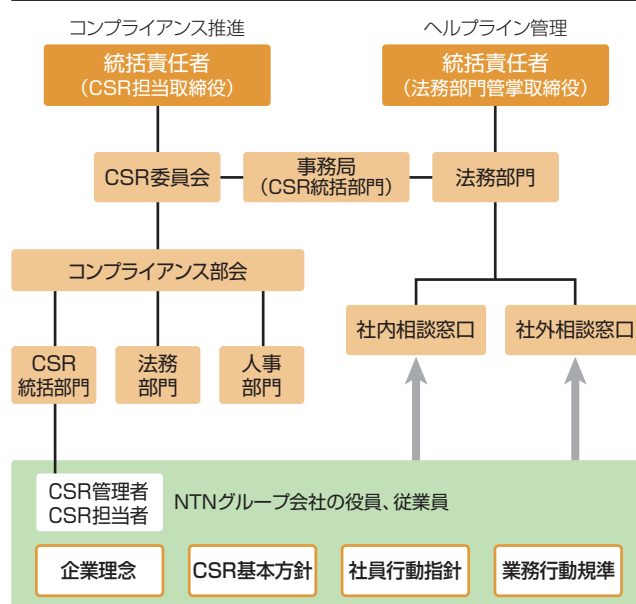 コンプライアンス推進
ヘルプライン管理
統括責任者
（CSR担当取締役）
統括責任者
（法務部門管掌取締役）
CSR委員会
事務局
（CSR統括部門）
法務部門
コンプライアンス部会
社内相談窓口
社外相談窓口
CSR
統括部門
法務
部門
人事
部門
CSR管理者
CSR担当者
NTNグループ会社の役員、従業員
企業理念
CSR基本方針
社員行動指針
業務行動規準